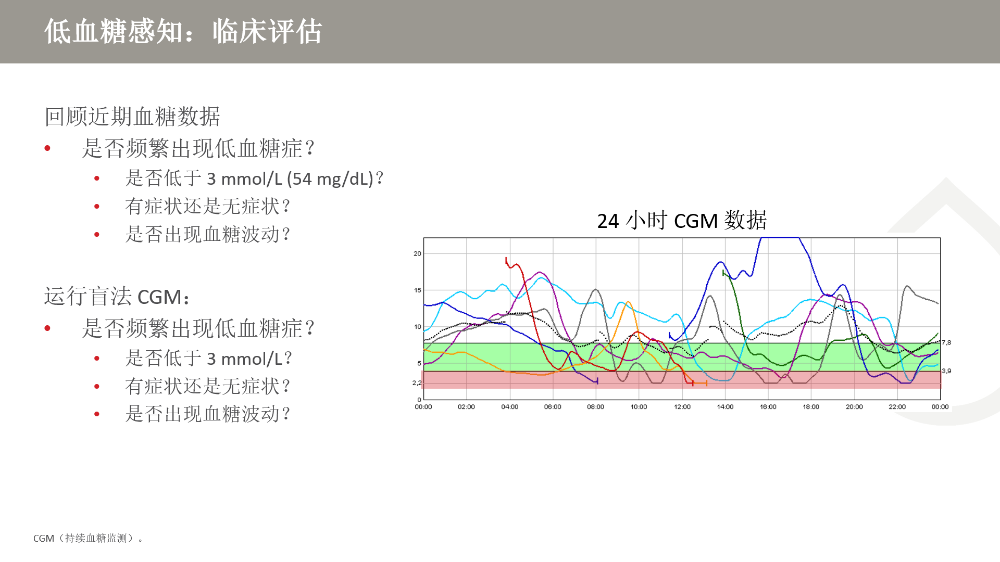 低血糖感知：临床评估
回顾近期血糖数据
• 是否频繁出现低血糖症？
• 是否低于 3 mmol/L (54 mg/dL)？
• 有症状还是无症状？
• 是否出现血糖波动？
运行盲法 CGM：
• 是否频繁出现低血糖症？
• 是否低于 3 mmol/L？
• 有症状还是无症状？
• 是否出现血糖波动？
24 小时 CGM 数据
20
15
10
7,8
5
3,9
2,2
0
00:00 02:00 04:00 06:00 08:00 10:00 12:00 14:00 16:00 18:00 20:00 22:00 00:00
CGM（持续血糖监测）。